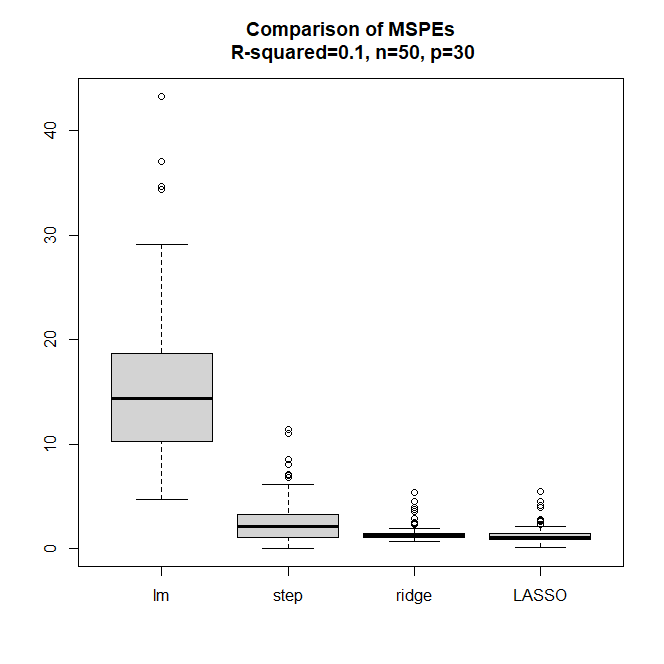 Comparison of MSPEs
R-squared=0.1, n=50, p=30
40
30
20
10
0
lm
step
ridge
LASSO